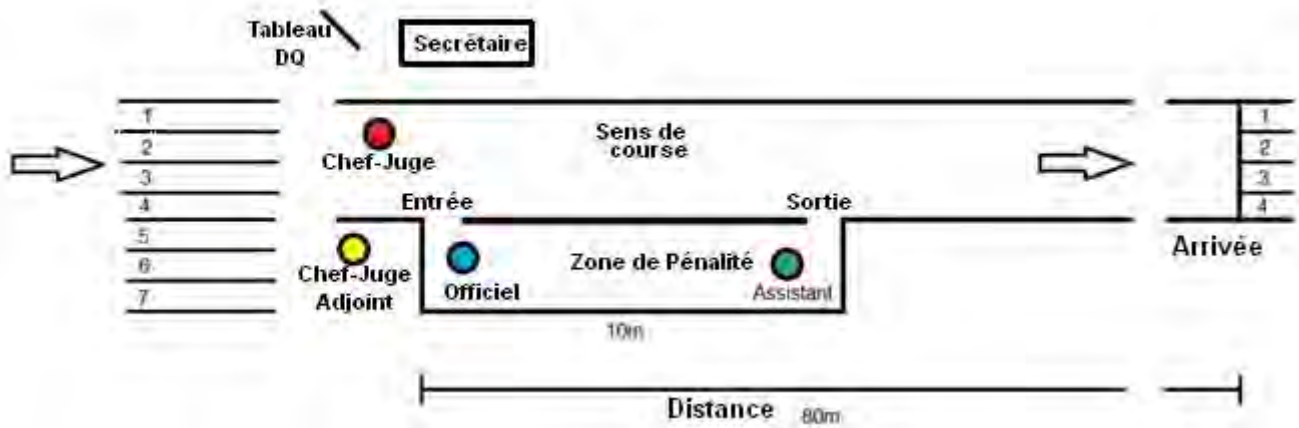 Tableau
DQ
Secrétaire
1
2
3
4
5
6
7
Chef-Juge
Sens de
course
1
2
3
4
Entrée
Sortie
Arrivée
Chef-Juge
Adjoint
Officiel
Zone de Pénalité
Assistant
10m
Distance 80m